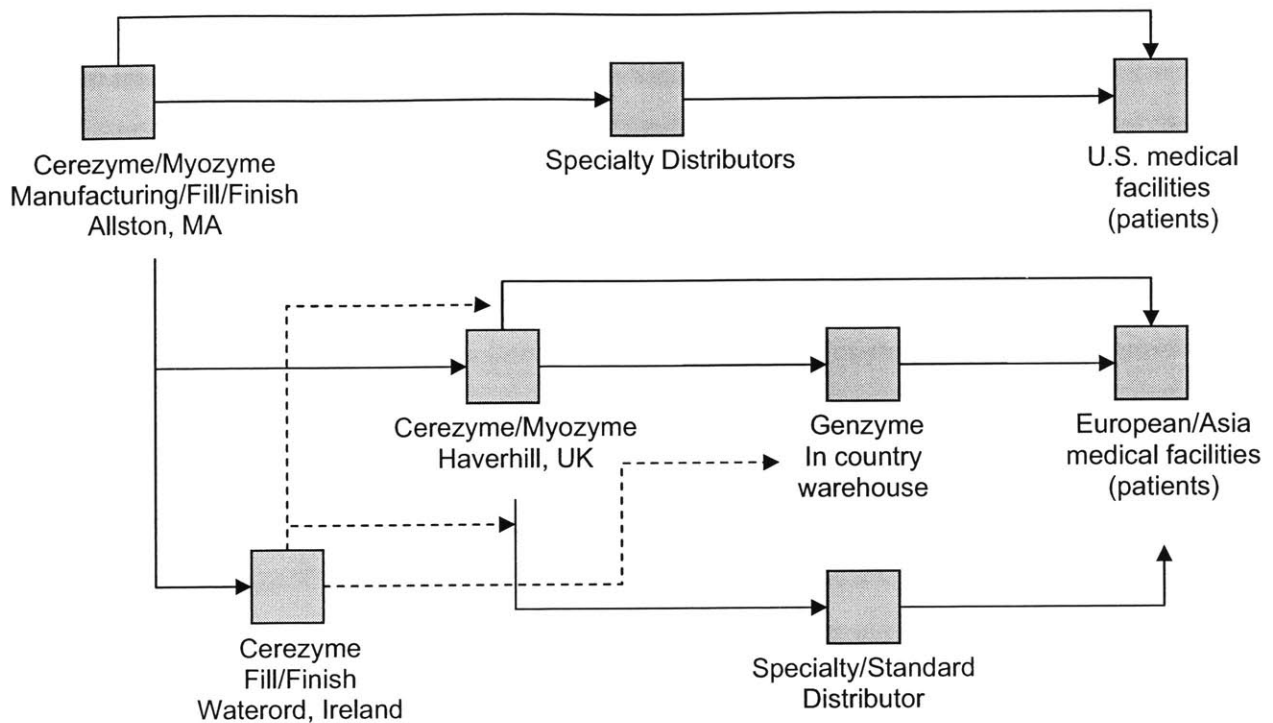 Cerezyme/Myozyme
Manufacturing/Fill/Finish
Allston, MA
Specialty Distributors
U.S. medical
facilities
(patients)
Cerezyme/Myozyme
Haverhill, UK
Genzyme
In country
warehouse
European/Asia
medical facilities
(patients)
Cerezyme
Fill/Finish
Waterord, Ireland
Specialty/Standard
Distributor